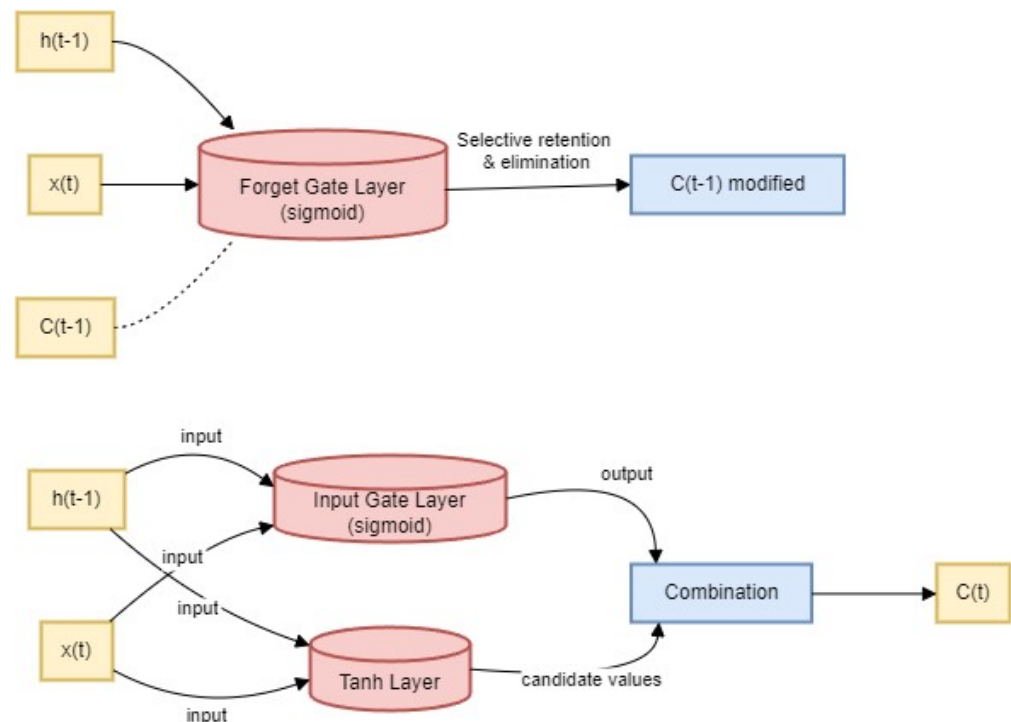 h(t-1)
x(t)
C(t-1)
Forget Gate Layer
(sigmoid)
Selective retention
& elimination
C(t-1) modified
h(t-1)
x(t)
input
input
input
input
Input Gate Layer
(sigmoid)
Tanh Layer
output
candidate values
Combination
C(t)